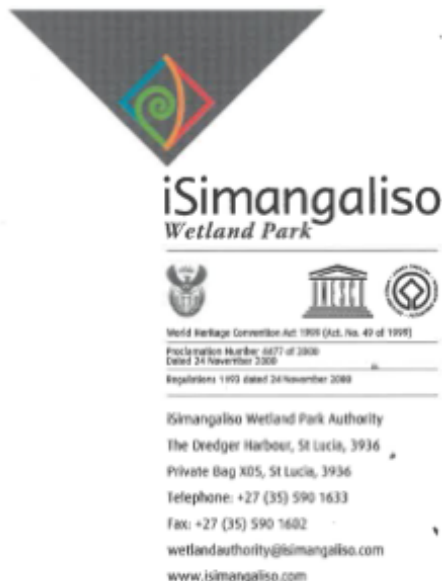 iSimangaliso
Wetland Park
UNESCO
World Heritage Convention Act 1999 (Act. No. 49 of 1999)
Proclamation Number 4477 of 2000
Dated 24 November 2000
Regulations 1193 dated 24 November 2000
iSimangaliso Wetland Park Authority
The Dredger Harbour, St Lucia, 3936
Private Bag X05, St Lucia, 3936
Telephone: +27 (35) 590 1633
Fax: +27 (35) 590 1602
wetlandauthority@isimangaliso.com
www.isimangaliso.com